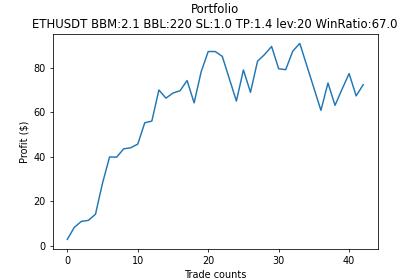 Portfolio
ETHUSDT BBM:2.1 BBL:220 SL:1.0 TP:1.4 lev:20 WinRatio:67.0
80
60
40
20
0
Profit ($)
0 10 20 30 40
Trade counts